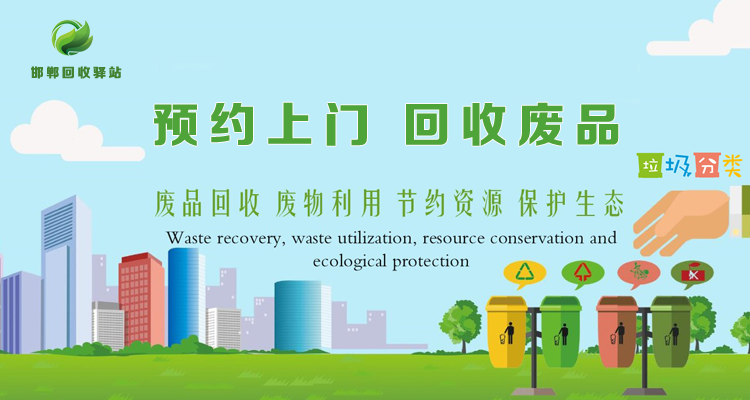 邯郸回收驿站
预约上门 回收废品
垃圾分类
废品回收 废物利用 节约资源 保护生态
Waste recovery, waste utilization, resource conservation and
ecological protection